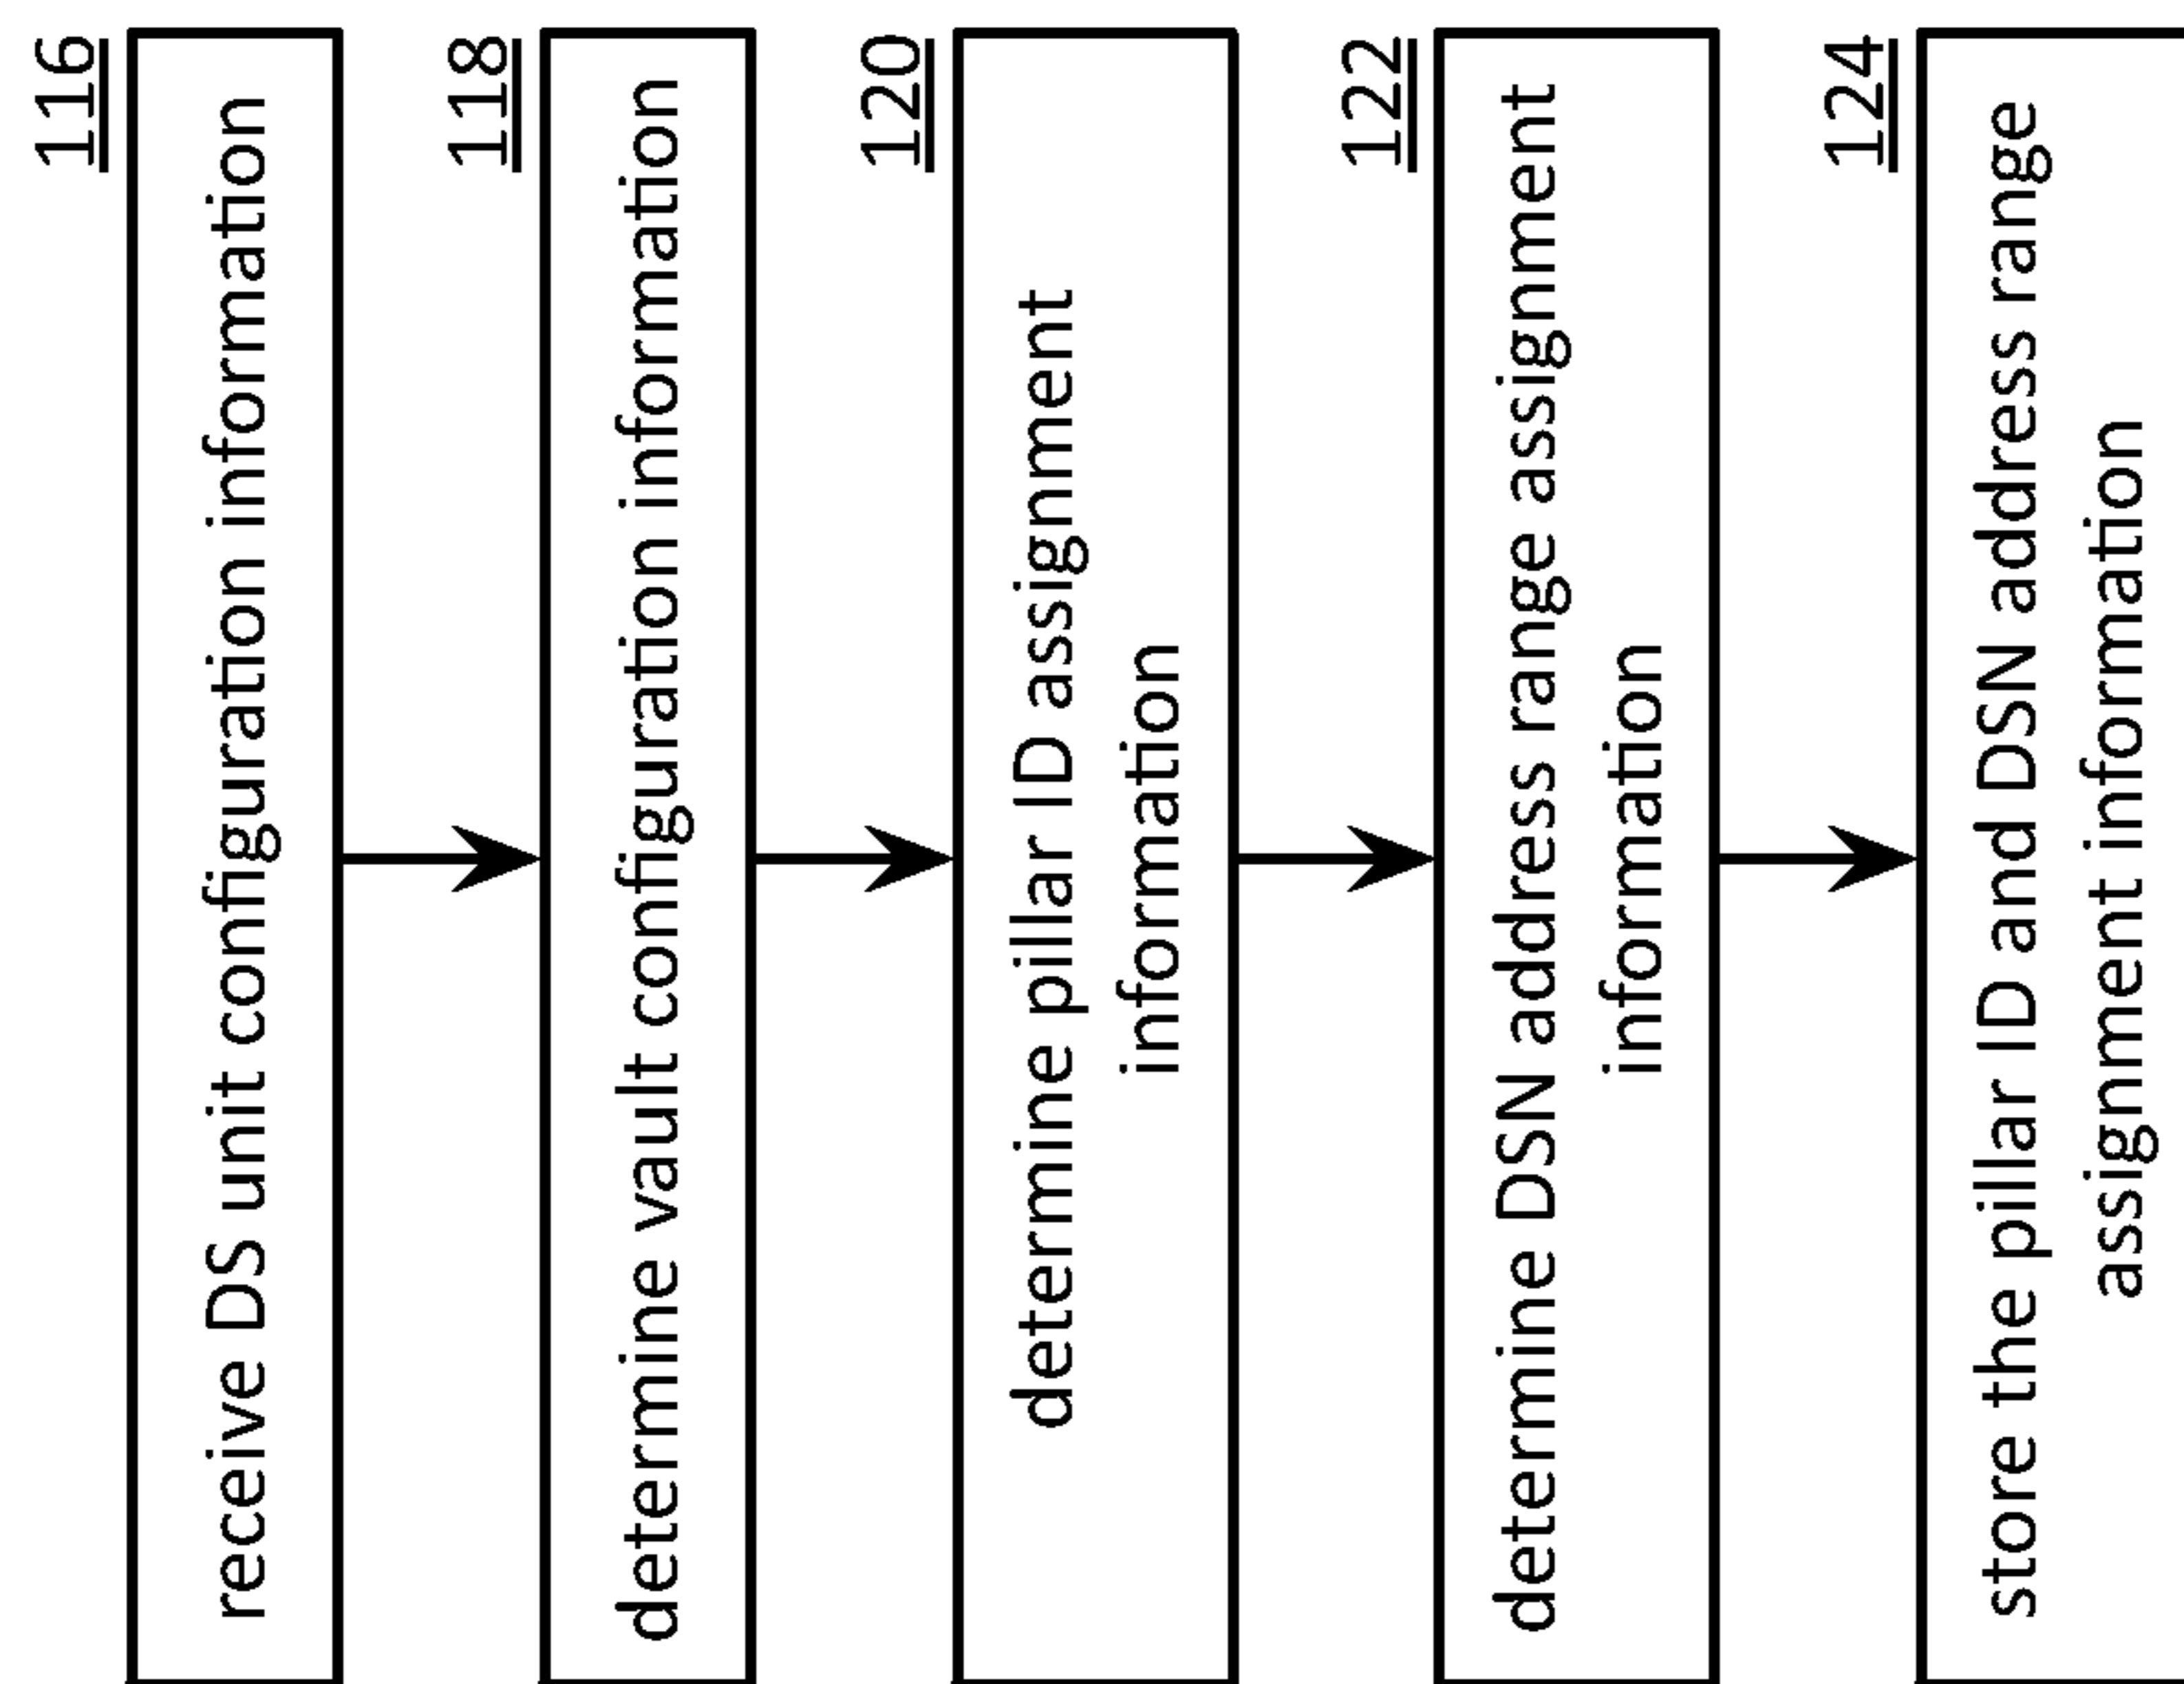 116
receive DS unit configuration information
118
determine vault configuration information
120
determine pillar ID assignment
information
122
determine DSN address range assignment
information
124
store the pillar ID and DSN address range
assignment information